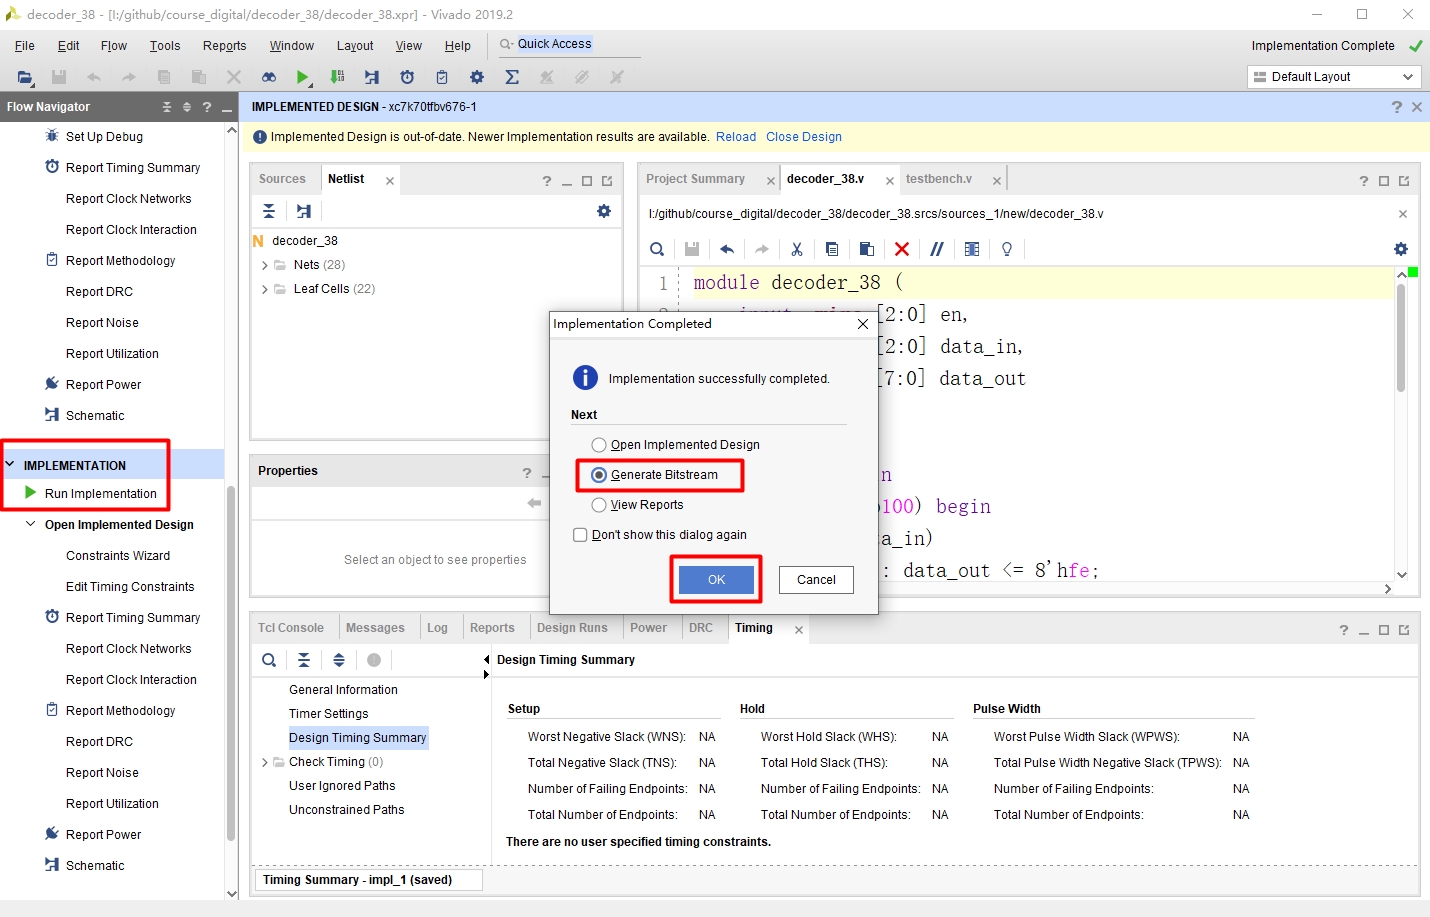 decoder_38 - [I:/github/course_digital/decoder_38/decoder_38.xpr] - Vivado 2019.2
File Edit Flow Tools Reports Window Layout View Help Quick Access
Implementation Complete
Default Layout
Flow Navigator
Set Up Debug
Report Timing Summary
Report Clock Networks
Report Clock Interaction
Report Methodology
Report DRC
Report Noise
Report Utilization
Report Power
Schematic
IMPLEMENTATION
Run Implementation
Open Implemented Design
Constraints Wizard
Edit Timing Constraints
Report Timing Summary
Report Clock Networks
Report Clock Interaction
Report Methodology
Report DRC
Report Noise
Report Utilization
Report Power
Schematic
IMPLEMENTED DESIGN - xc7k70tfbv676-1
Implemented Design is out-of-date. Newer Implementation results are available. Reload Close Design
Sources Netlist
N decoder_38
Nets (28)
Leaf Cells (22)
Properties
Select an object to see properties
Project Summary decoder_38.v testbench.v
I:/github/course_digital/decoder_38/decoder_38.srcs/sources_1/new/decoder_38.v
1 module decoder_38 (
[2:0] en,
[2:0] data_in,
[7:0] data_out
100) begin
: data_out <= 8'hfe;
Implementation Completed
Implementation successfully completed.
Next
Open Implemented Design
Generate Bitstream
View Reports
Don't show this dialog again
OK Cancel
Tcl Console Messages Log Reports Design Runs Power DRC Timing
General Information
Timer Settings
Design Timing Summary
Check Timing (0)
User Ignored Paths
Unconstrained Paths
Design Timing Summary
Setup Hold Pulse Width
Worst Negative Slack (WNS): NA Worst Hold Slack (WHS): NA Worst Pulse Width Slack (WPWS): NA
Total Negative Slack (TNS): NA Total Hold Slack (THS): NA Total Pulse Width Negative Slack (TPWS): NA
Number of Failing Endpoints: NA Number of Failing Endpoints: NA Number of Failing Endpoints: NA
Total Number of Endpoints: NA Total Number of Endpoints: NA Total Number of Endpoints: NA
There are no user specified timing constraints.
Timing Summary - impl_1 (saved)